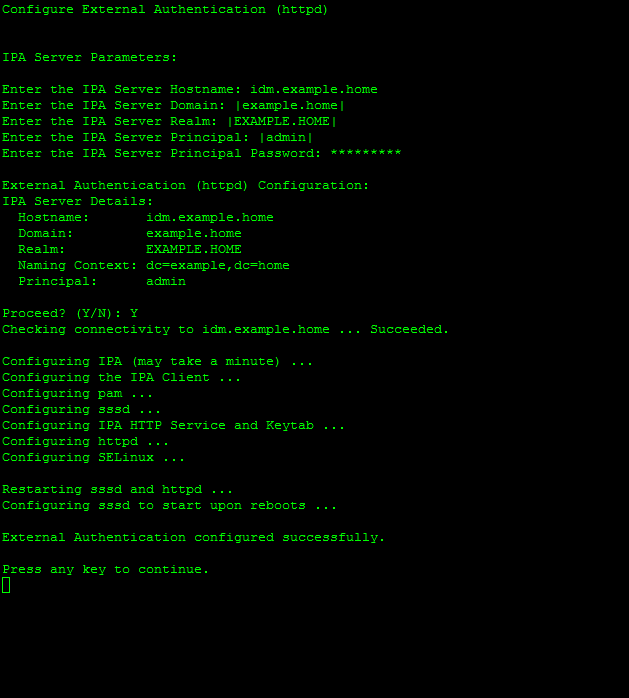 Configure External Authentication (httpd)
IPA Server Parameters:
Enter the IPA Server Hostname: idm.example.home
Enter the IPA Server Domain: |example.home|
Enter the IPA Server Realm: |EXAMPLE.HOME|
Enter the IPA Server Principal: |admin|
Enter the IPA Server Principal Password: *********
External Authentication (httpd) Configuration:
IPA Server Details:
  Hostname:       idm.example.home
  Domain:         example.home
  Realm:          EXAMPLE.HOME
  Naming Context: dc=example,dc=home
  Principal:      admin
Proceed? (Y/N): Y
Checking connectivity to idm.example.home ... Succeeded.
Configuring IPA (may take a minute) ...
Configuring the IPA Client ...
Configuring pam ...
Configuring sssd ...
Configuring IPA HTTP Service and Keytab ...
Configuring httpd ...
Configuring SELinux ...
Restarting sssd and httpd ...
Configuring sssd to start upon reboots ...
External Authentication configured successfully.
Press any key to continue.